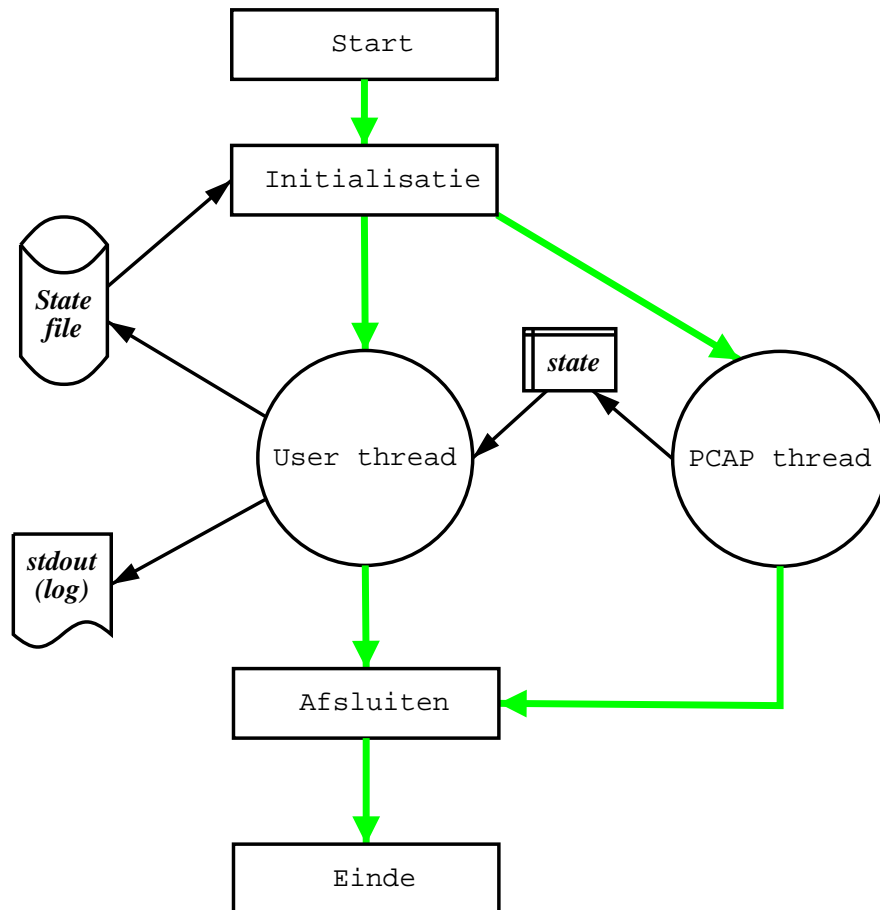 Start
Initialisatie
State
file
state
User thread
PCAP thread
stdout
(log)
Afsluiten
Einde